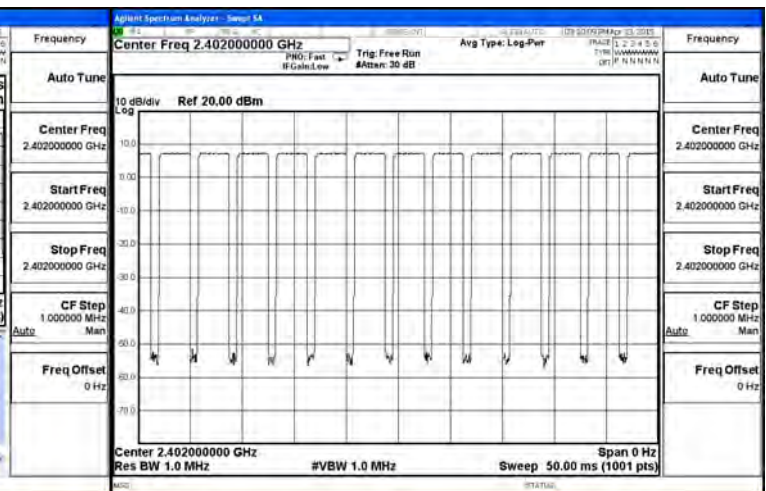 Agilent Spectrum Analyzer - Swept SA
Frequency
Auto Tune
Center Freq
2.402000000 GHz
Start Freq
2.402000000 GHz
Stop Freq
2.402000000 GHz
CF Step
1.000000 MHz
Auto Man
Freq Offset
0 Hz
Center Freq 2.402000000 GHz
PNO: Fast
IFGain:Low
Trig: Free Run
#Atten: 30 dB
Avg Type: Log-Pwr
TRACE 1 2 3 4 5 6
TYPE
DET P N N N N N
10 dB/div Ref 20.00 dBm
Log
10.0
0.00
-10.0
-20.0
-30.0
-40.0
-50.0
-60.0
-70.0
Center 2.402000000 GHz
Span 0 Hz
Res BW 1.0 MHz
#VBW 1.0 MHz
Sweep 50.00 ms (1001 pts)
MSG
STATUS
Frequency
Auto Tune
Center Freq
2.402000000 GHz
Start Freq
2.402000000 GHz
Stop Freq
2.402000000 GHz
CF Step
1.000000 MHz
Auto Man
Freq Offset
0 Hz